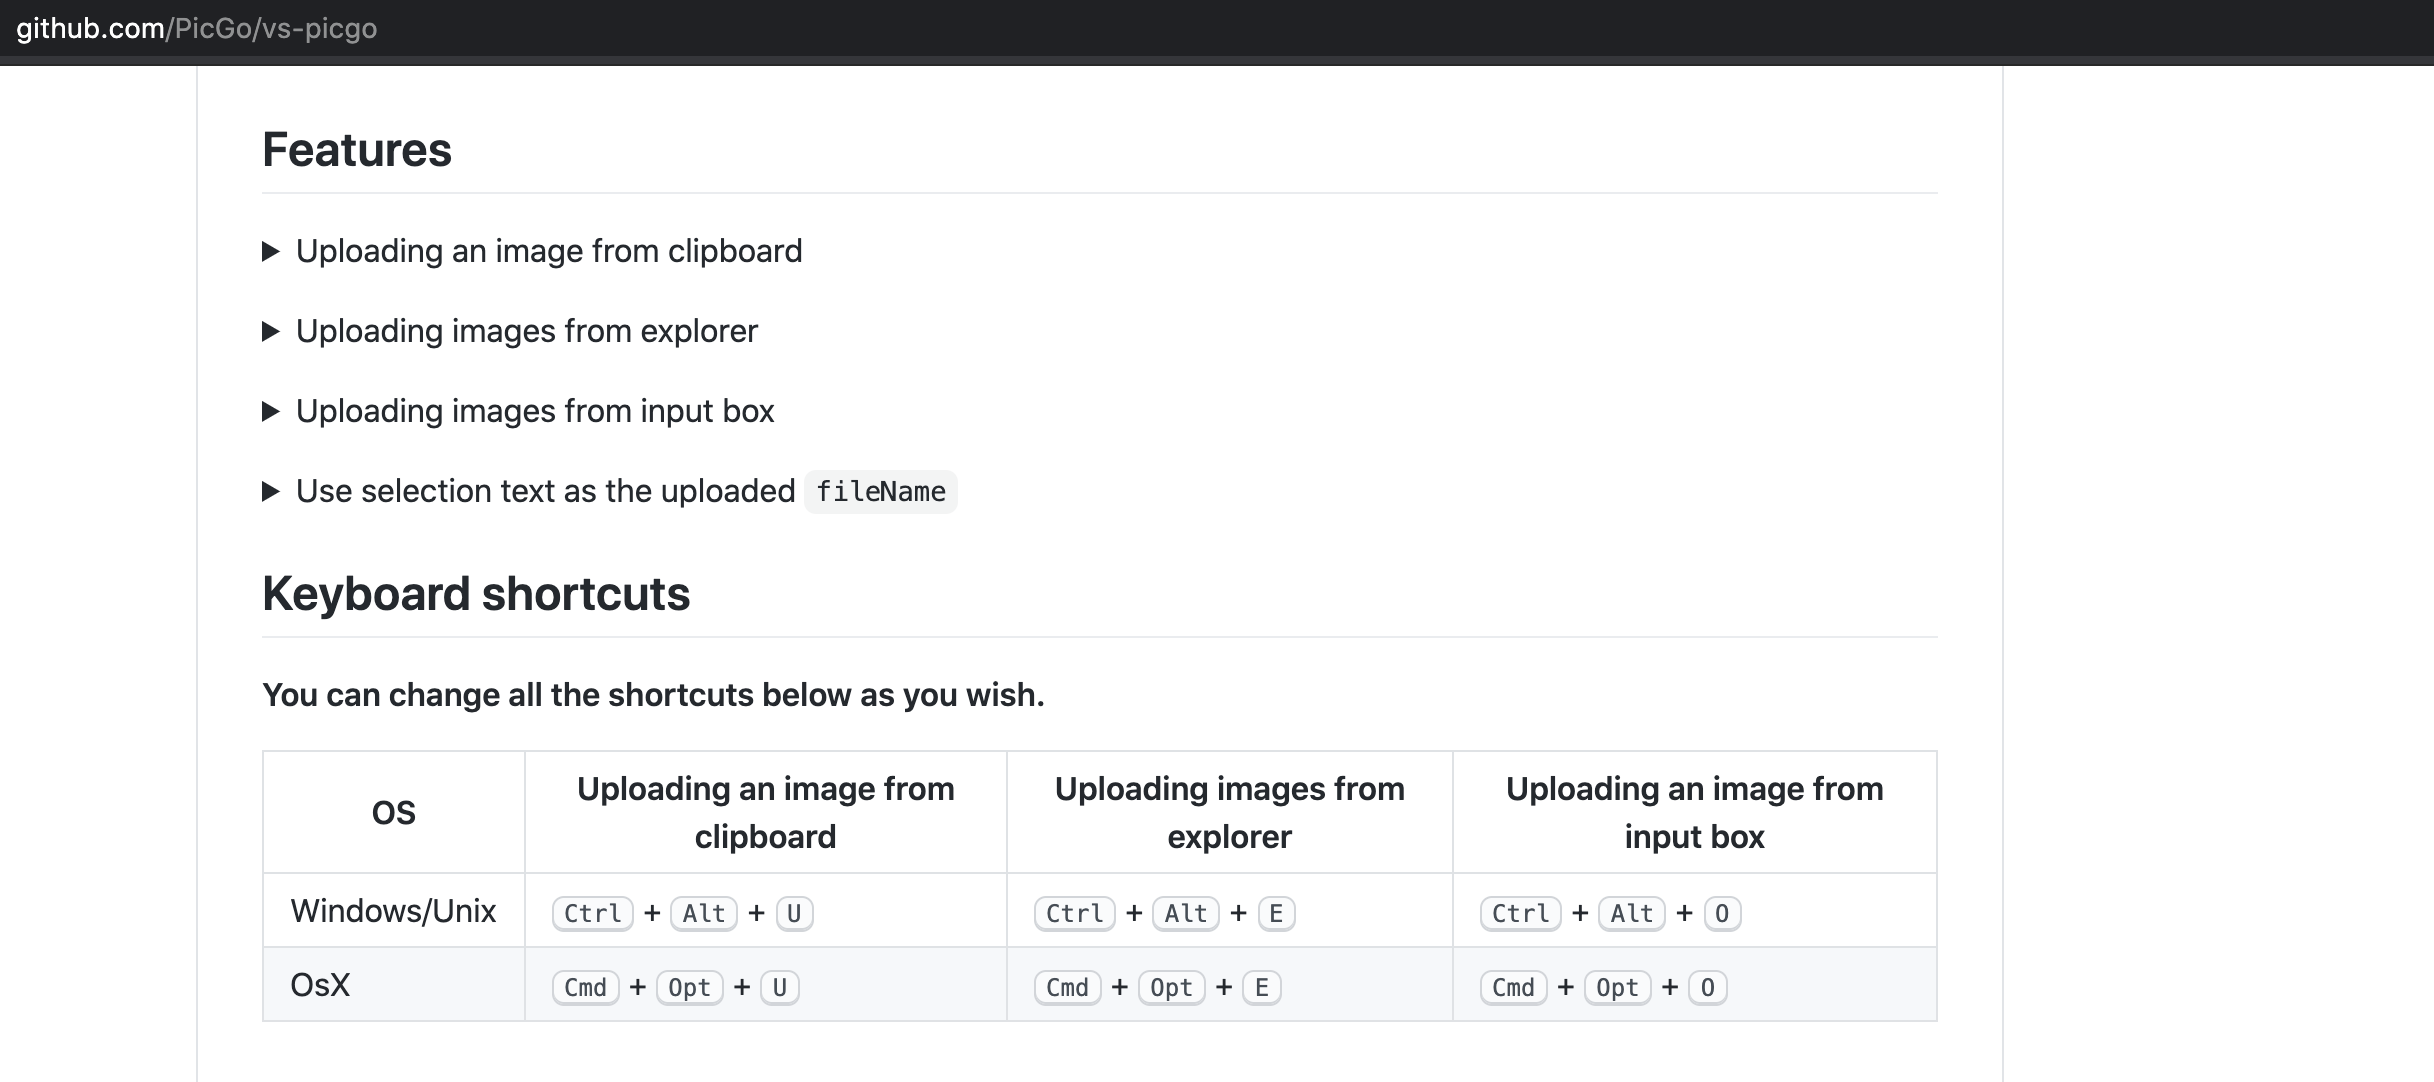 github.com/PicGo/vs-picgo
Features
Uploading an image from clipboard
Uploading images from explorer
Uploading images from input box
Use selection text as the uploaded fileName
Keyboard shortcuts
You can change all the shortcuts below as you wish.
OS
Uploading an image from
clipboard
Uploading images from
explorer
Uploading an image from
input box
Windows/Unix
Ctrl + Alt + U
Ctrl + Alt + E
Ctrl + Alt + O
OsX
Cmd + Opt + U
Cmd + Opt + E
Cmd + Opt + O